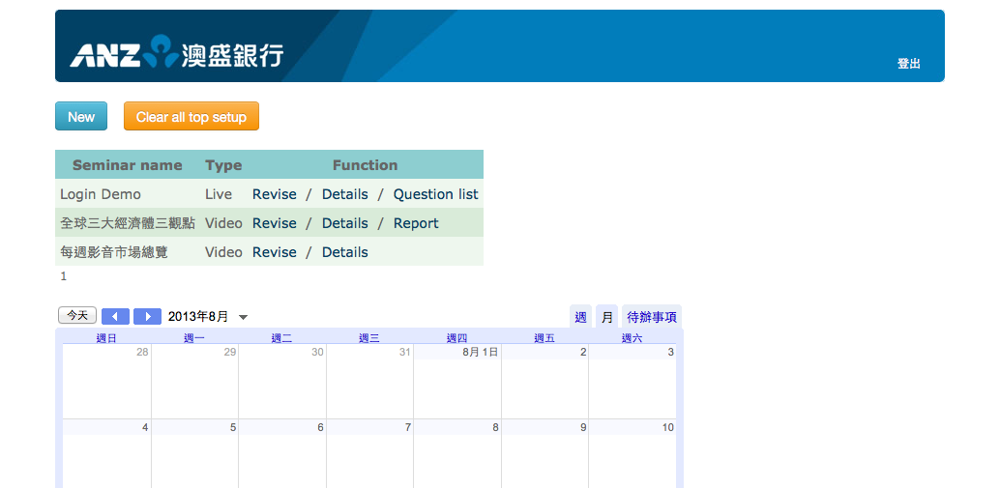 ANZ 澳盛銀行
登出
New Clear all top setup
Seminar name Type Function
Login Demo Live Revise / Details / Question list
全球三大經濟體三觀點 Video Revise / Details / Report
每週影音市場總覽 Video Revise / Details
1
今天 2013年8月 週 月 待辦事項
週日 週一 週二 週三 週四 週五 週六
28 29 30 31 8月 1日 2 3
4 5 6 7 8 9 10